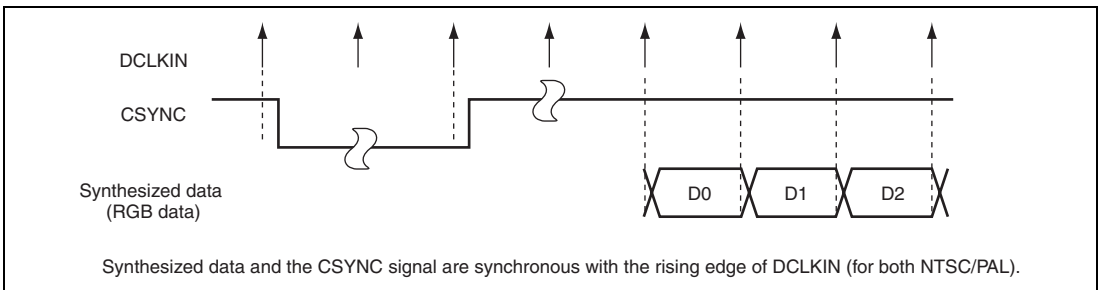 DCLKIN
CSYNC
Synthesized data
(RGB data)
D0 D1 D2
Synthesized data and the CSYNC signal are synchronous with the rising edge of DCLKIN (for both NTSC/PAL).